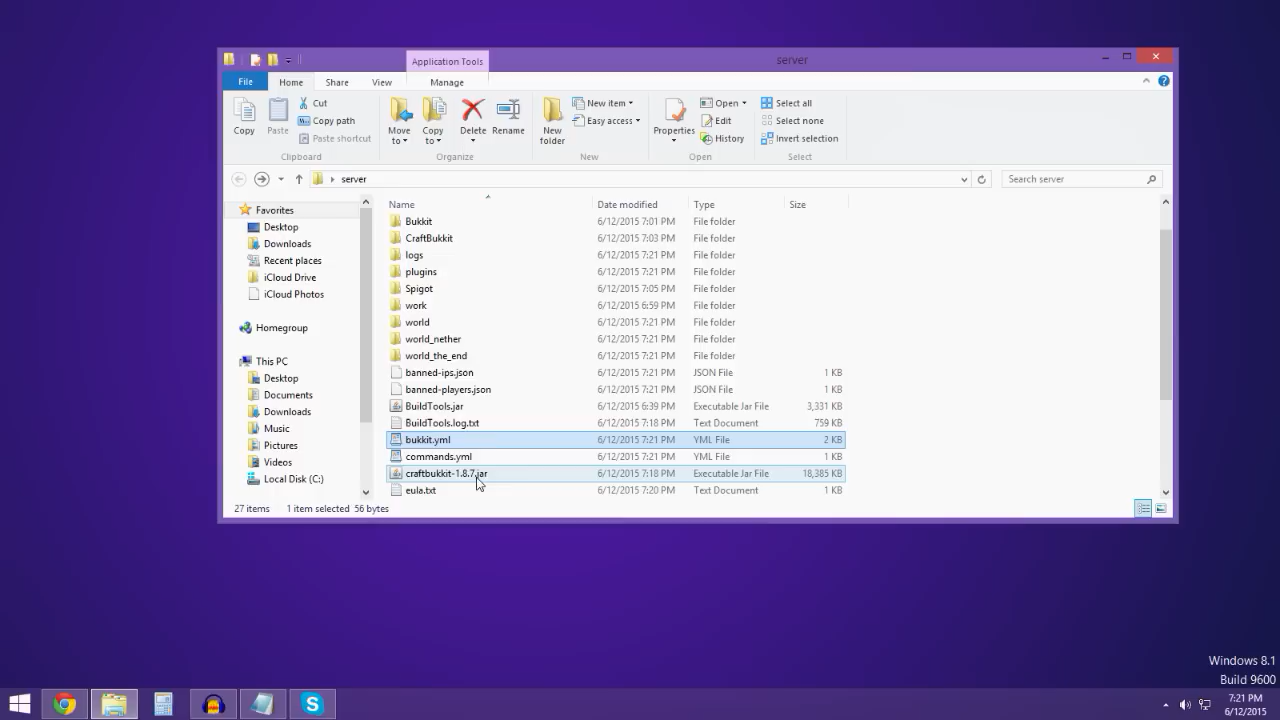 Application Tools
server
File
Home
Share
View
Manage
Copy
Paste
Cut
Copy path
Paste shortcut
Clipboard
Move to
Copy to
Delete
Rename
Organize
New folder
New item
Easy access
New
Properties
Open
Edit
History
Open
Select all
Select none
Invert selection
Select
server
Search server
Favorites
Desktop
Downloads
Recent places
iCloud Drive
iCloud Photos
Homegroup
This PC
Desktop
Documents
Downloads
Music
Pictures
Videos
Local Disk (C:)
Name Date modified Type Size
Bukkit 6/12/2015 7:01 PM File folder
CraftBukkit 6/12/2015 7:03 PM File folder
logs 6/12/2015 7:21 PM File folder
plugins 6/12/2015 7:21 PM File folder
Spigot 6/12/2015 7:05 PM File folder
work 6/12/2015 6:59 PM File folder
world 6/12/2015 7:21 PM File folder
world_nether 6/12/2015 7:21 PM File folder
world_the_end 6/12/2015 7:21 PM File folder
banned-ips.json 6/12/2015 7:21 PM JSON File 1 KB
banned-players.json 6/12/2015 7:21 PM JSON File 1 KB
BuildTools.jar 6/12/2015 6:39 PM Executable Jar File 3,331 KB
BuildTools.log.txt 6/12/2015 7:18 PM Text Document 759 KB
bukkit.yml 6/12/2015 7:21 PM YML File 2 KB
commands.yml 6/12/2015 7:21 PM YML File 1 KB
craftbukkit-1.8.7.jar 6/12/2015 7:18 PM Executable Jar File 18,385 KB
eula.txt 6/12/2015 7:20 PM Text Document 1 KB
27 items 1 item selected 56 bytes
Windows 8.1
Build 9600
7:21 PM
6/12/2015